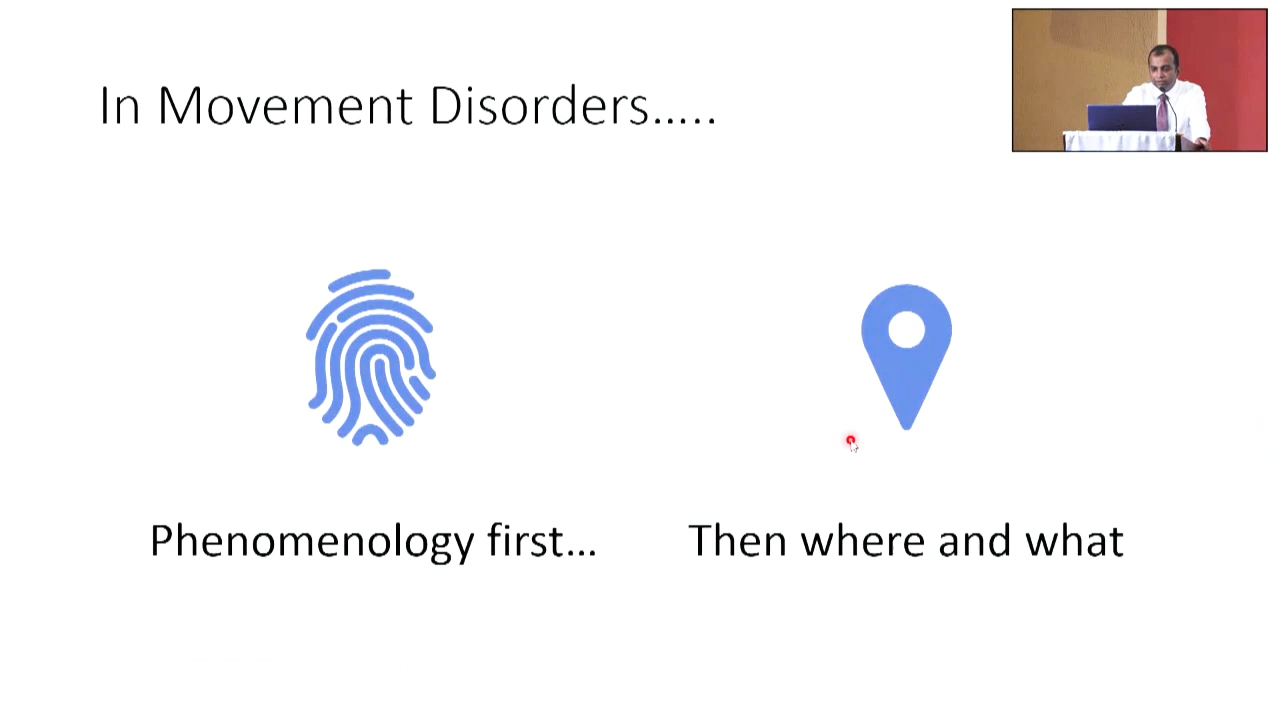 In Movement Disorders.....
Phenomenology first...
Then where and what